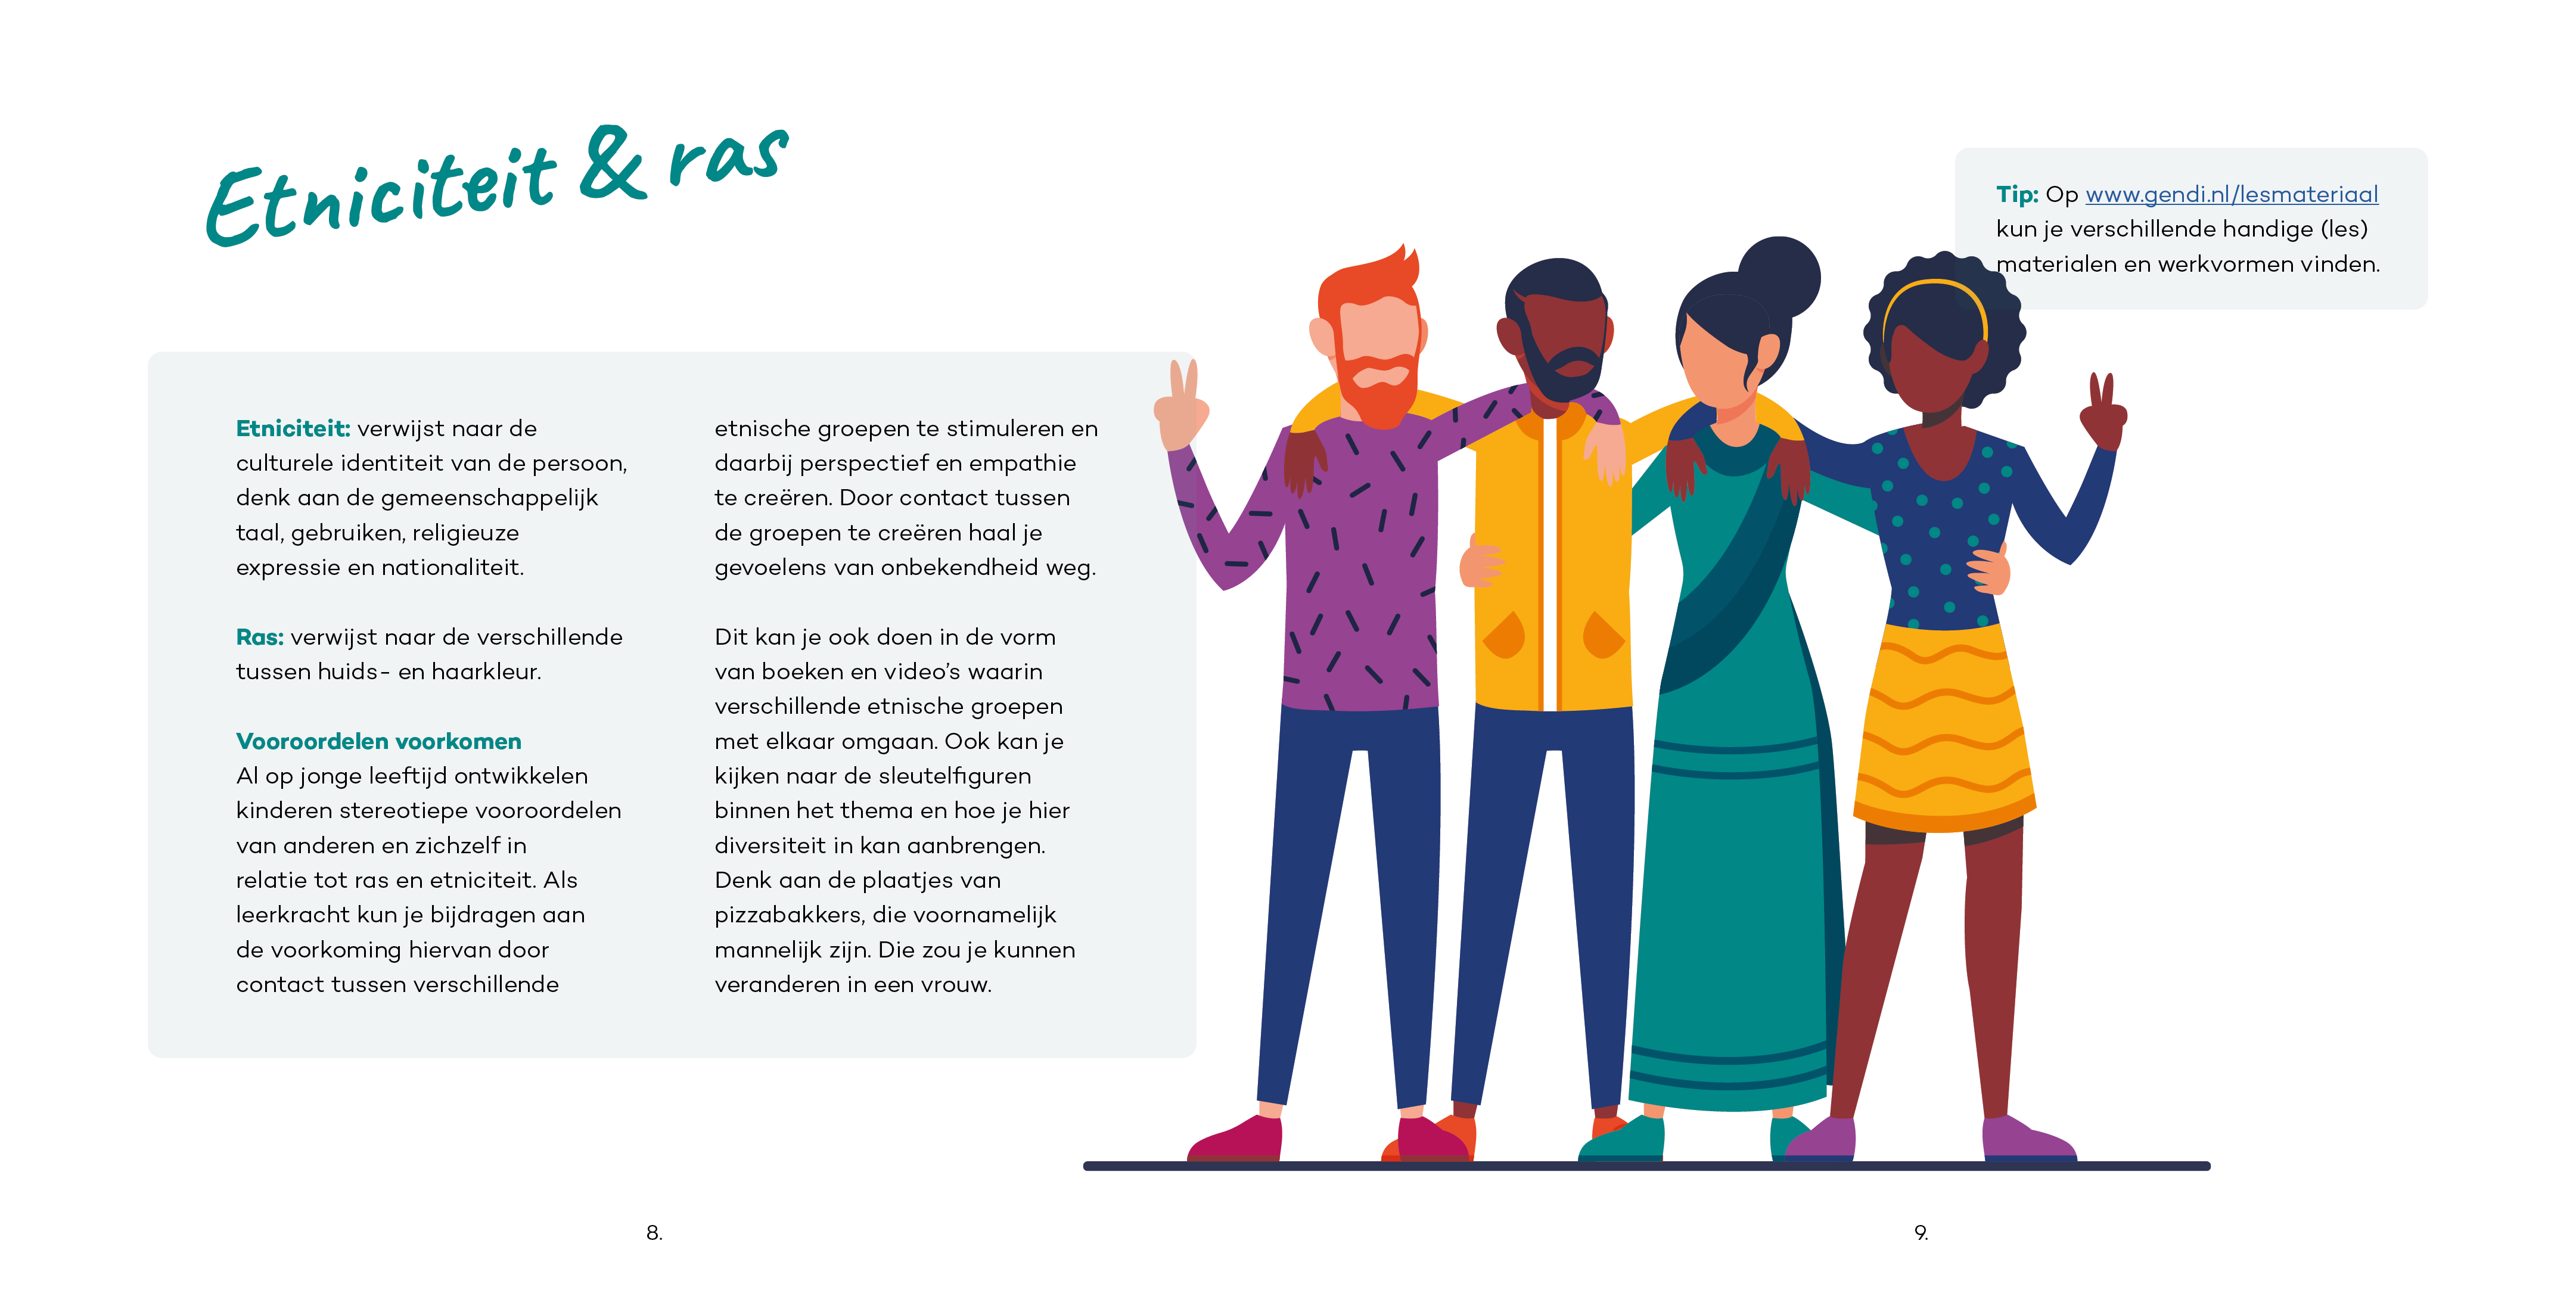 Etniciteit & ras
Etniciteit: verwijst naar de
culturele identiteit van de persoon,
denk aan de gemeenschappelijk
taal, gebruiken, religieuze
expressie en nationaliteit.
Ras: verwijst naar de verschillende
tussen huids- en haarkleur.
Vooroordelen voorkomen
Al op jonge leeftijd ontwikkelen
kinderen stereotiepe vooroordelen
van anderen en zichzelf in
relatie tot ras en etniciteit. Als
leerkracht kun je bijdragen aan
de voorkoming hiervan door
contact tussen verschillende
etnische groepen te stimuleren en
daarbij perspectief en empathie
te creëren. Door contact tussen
de groepen te creëren haal je
gevoelens van onbekendheid weg.
Dit kan je ook doen in de vorm
van boeken en video’s waarin
verschillende etnische groepen
met elkaar omgaan. Ook kan je
kijken naar de sleutelfiguren
binnen het thema en hoe je hier
diversiteit in kan aanbrengen.
Denk aan de plaatjes van
pizzabakkers, die voornamelijk
mannelijk zijn. Die zou je kunnen
veranderen in een vrouw.
Tip: Op www.gendi.nl/lesmateriaal
kun je verschillende handige (les)
materialen en werkvormen vinden.
8.
9.